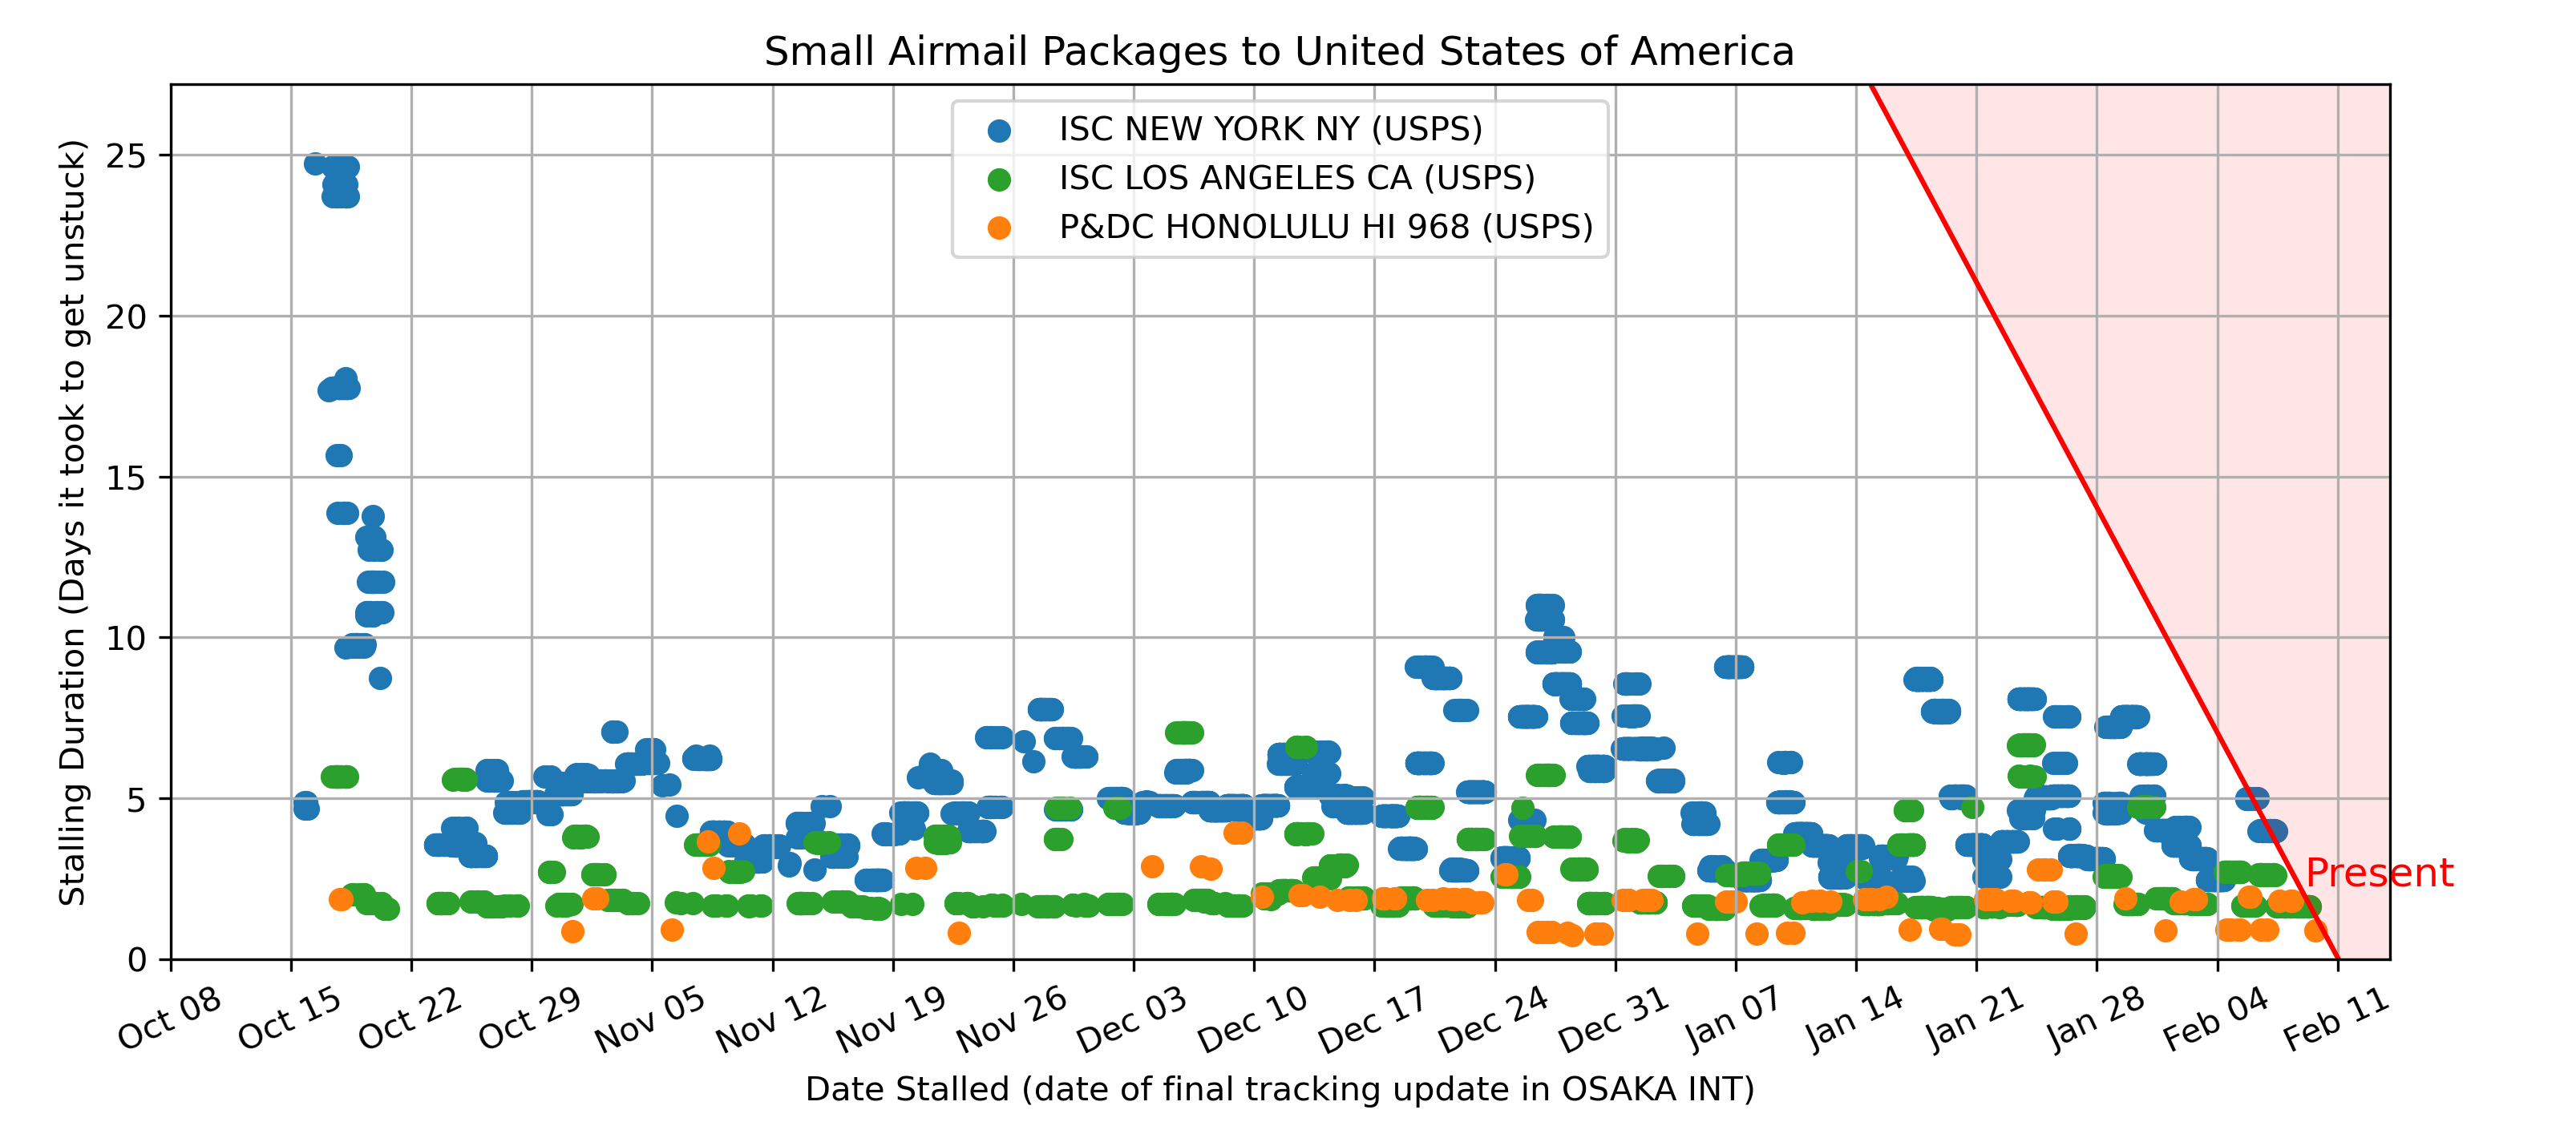 Small Airmail Packages to United States of America
ISC NEW YORK NY (USPS)
ISC LOS ANGELES CA (USPS)
P&DC HONOLULU HI 968 (USPS)
Stalling Duration (Days it took to get unstuck)
25
20
15
10
5
0
Present
Oct 08
Oct 15
Oct 22
Oct 29
Nov 05
Nov 12
Nov 19
Nov 26
Dec 03
Dec 10
Dec 17
Dec 24
Dec 31
Jan 07
Jan 14
Jan 21
Jan 28
Feb 04
Feb 11
Date Stalled (date of final tracking update in OSAKA INT)